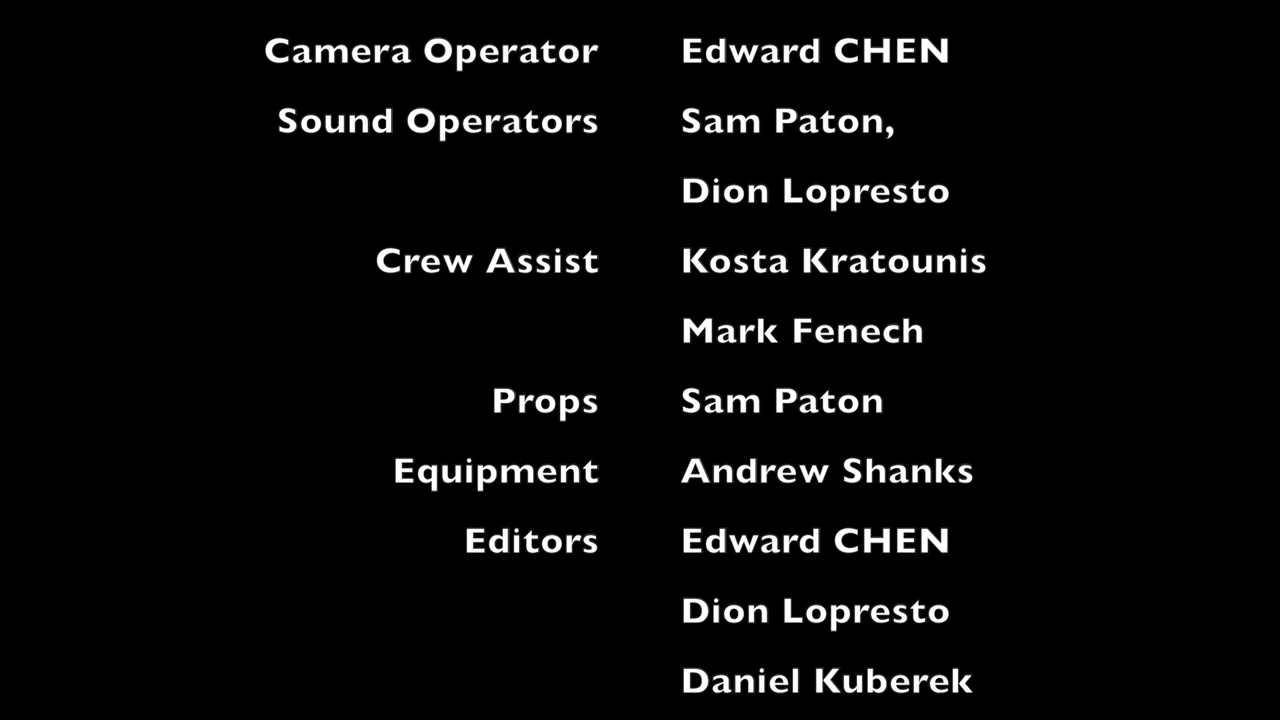 Camera Operator Edward CHEN
Sound Operators Sam Paton,
Dion Lopresto
Crew Assist Kosta Kratounis
Mark Fenech
Props Sam Paton
Equipment Andrew Shanks
Editors Edward CHEN
Dion Lopresto
Daniel Kuberek